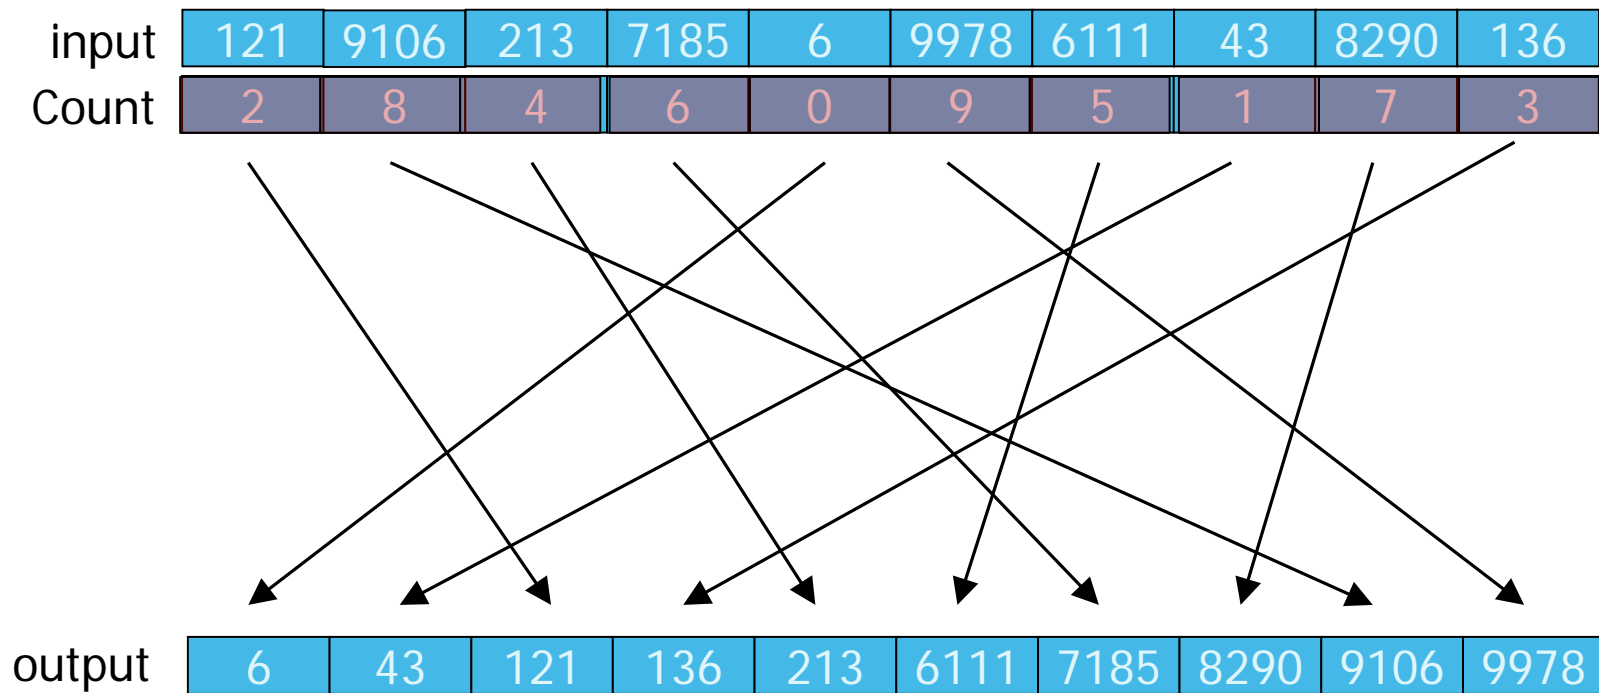 input 121 9106 213 7185 6 9978 6111 43 8290 136
Count 2 8 4 6 0 9 5 1 7 3
output 6 43 121 136 213 6111 7185 8290 9106 9978